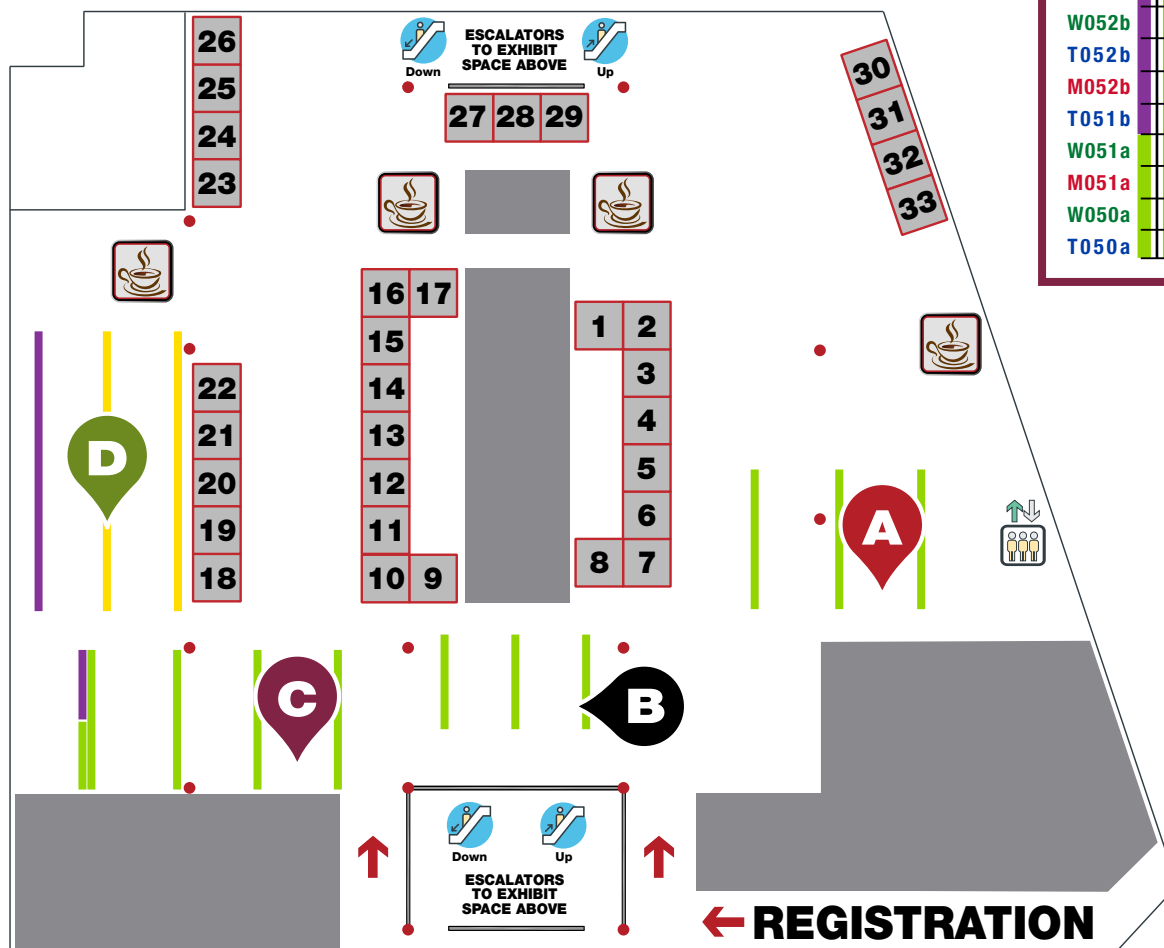 26
25
24
23
Down
ESCALATORS
TO EXHIBIT
SPACE ABOVE
Up
27 28 29
30
31
32
33
W052b
T052b
M052b
T051b
W051a
M051a
W050a
T050a
16 17
15
14
13
12
11
10 9
1 2
3
4
5
6
8 7
22
21
20
19
18
D
A
C
B
Down
Up
ESCALATORS
TO EXHIBIT
SPACE ABOVE
REGISTRATION